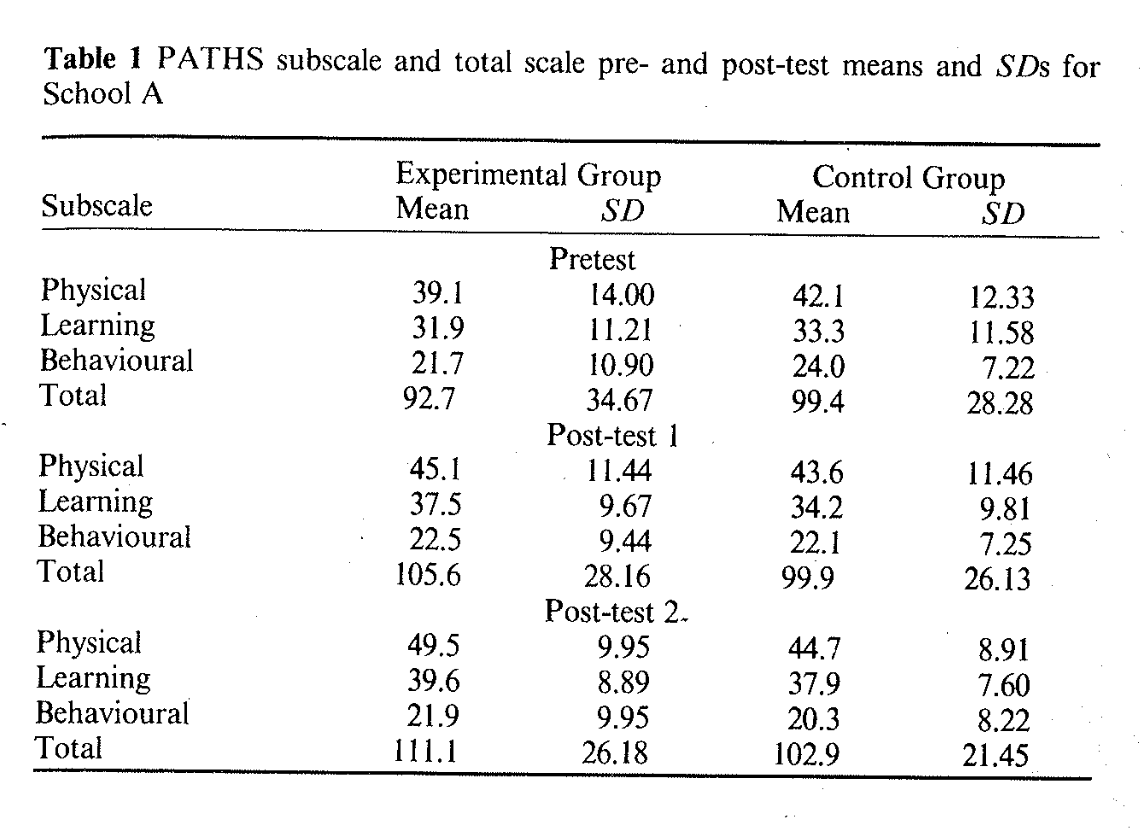 Table 1 PATHS subscale and total scale pre- and post-test means and SDs for
School A
Experimental Group Control Group
Subscale Mean SD Mean SD
Pretest
Physical 39.1 14.00 42.1 12.33
Learning 31.9 11.21 33.3 11.58
Behavioural 21.7 10.90 24.0 7.22
Total 92.7 34.67 99.4 28.28
Post-test 1
Physical 45.1 11.44 43.6 11.46
Learning 37.5 9.67 34.2 9.81
Behavioural 22.5 9.44 22.1 7.25
Total 105.6 28.16 99.9 26.13
Post-test 2
Physical 49.5 9.95 44.7 8.91
Learning 39.6 8.89 37.9 7.60
Behavioural 21.9 9.95 20.3 8.22
Total 111.1 26.18 102.9 21.45